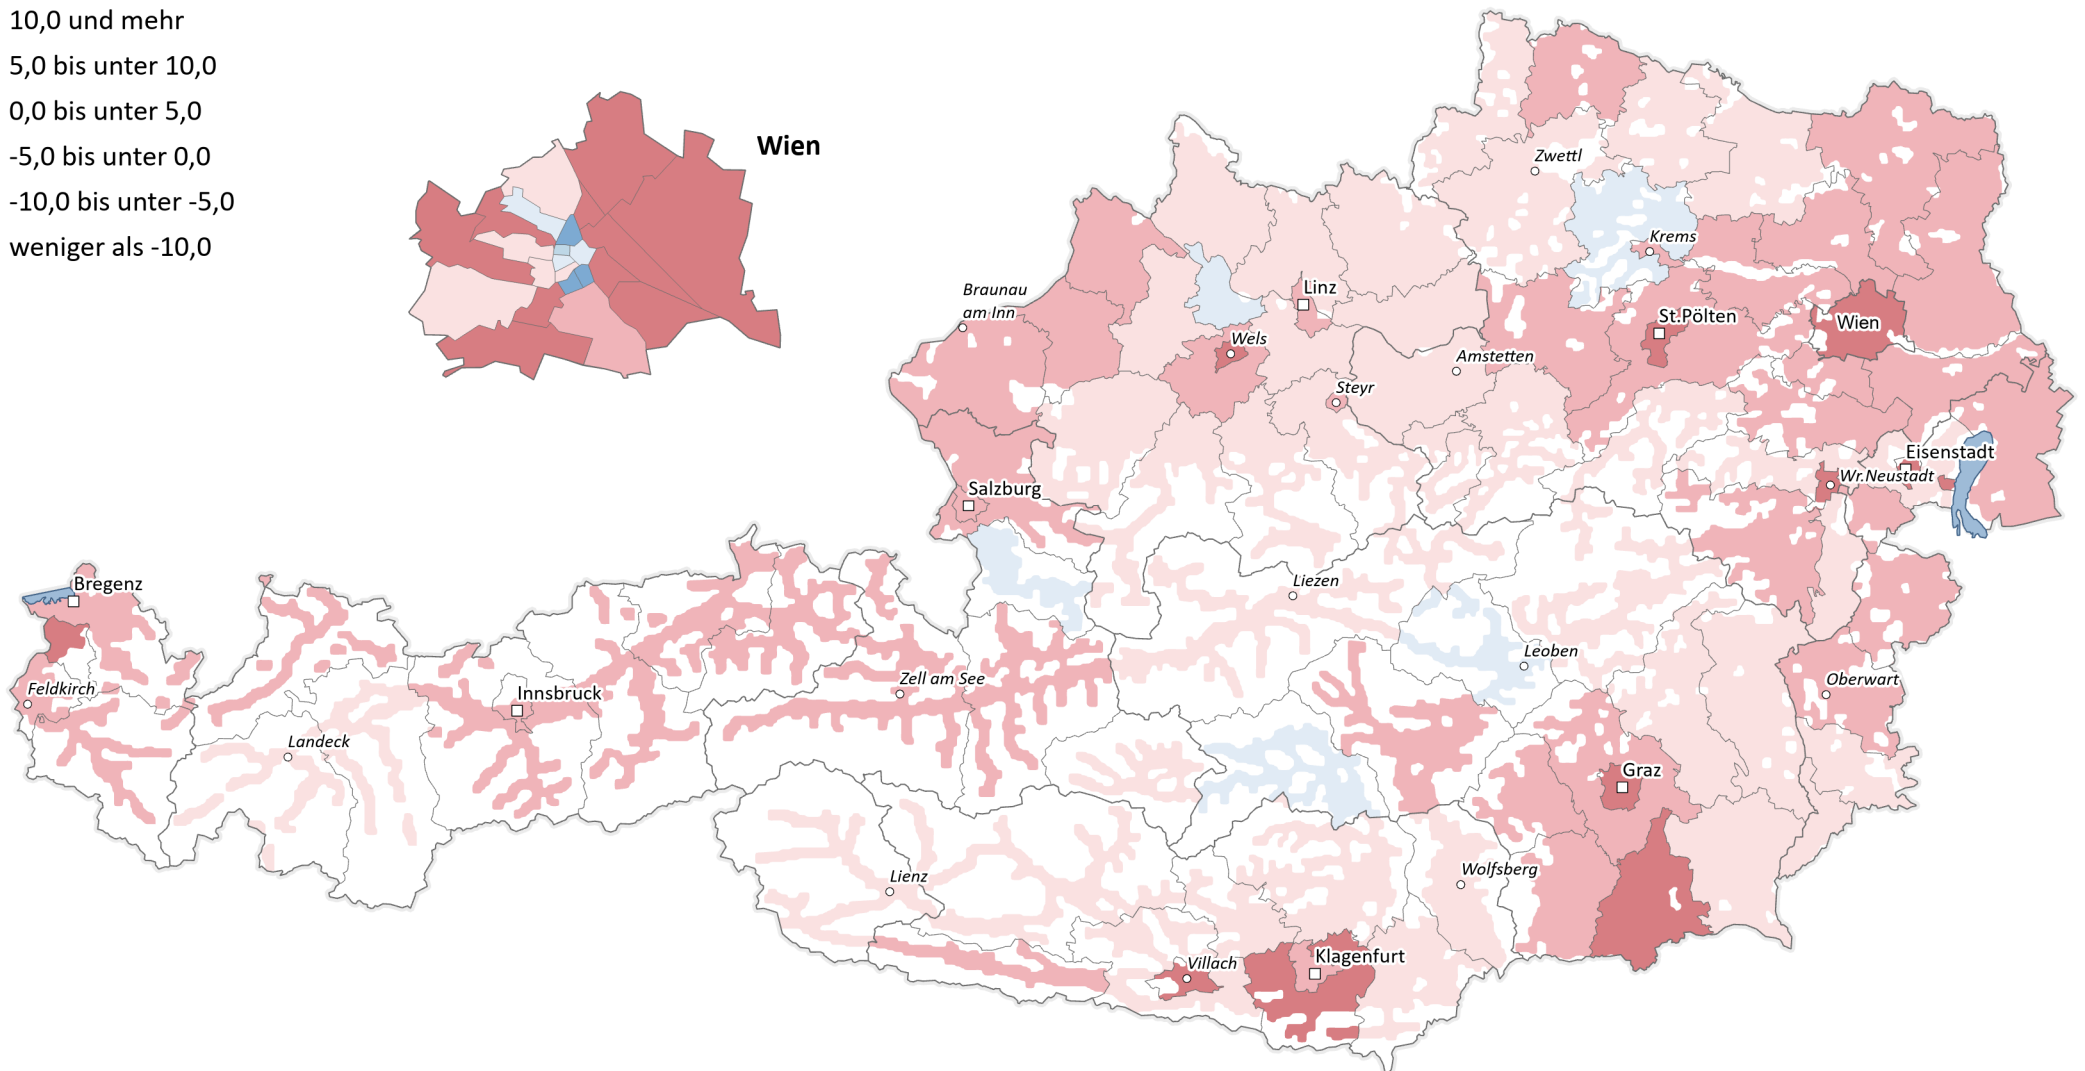 10,0 und mehr
5,0 bis unter 10,0
0,0 bis unter 5,0
-5,0 bis unter 0,0
-10,0 bis unter -5,0
weniger als -10,0
Wien
Zwettl
Krems
Braunau
am Inn
Linz
St.Pölten
Wien
Wels
Amstetten
Steyr
Eisenstadt
Wr.Neustadt
Salzburg
Bregenz
Liezen
Leoben
Feldkirch
Innsbruck
Zell am See
Oberwart
Landeck
Graz
Lienz
Wolfsberg
Villach
Klagenfurt